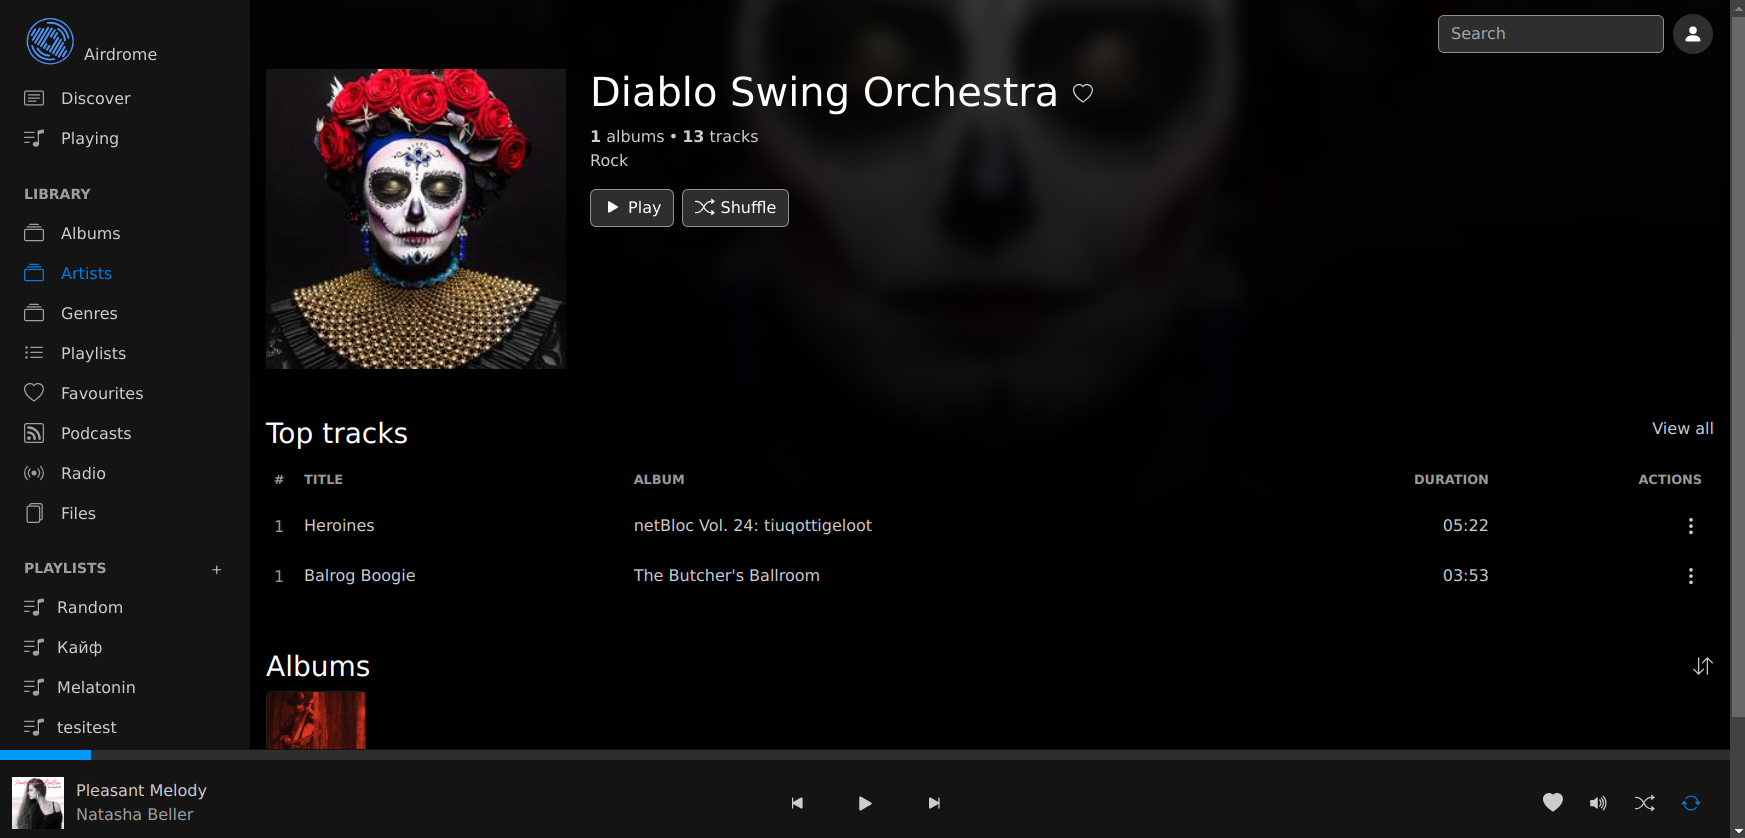 Airdrome
Discover
Playing
LIBRARY
Albums
Artists
Genres
Playlists
Favourites
Podcasts
Radio
Files
PLAYLISTS +
Random
Кайф
Melatonin
tesitest
Search
Diablo Swing Orchestra
1 albums • 13 tracks
Rock
Play Shuffle
Top tracks View all
# TITLE ALBUM DURATION ACTIONS
1 Heroines netBloc Vol. 24: tiuqottigeloot 05:22
1 Balrog Boogie The Butcher's Ballroom 03:53
Albums
Pleasant Melody
Natasha Beller